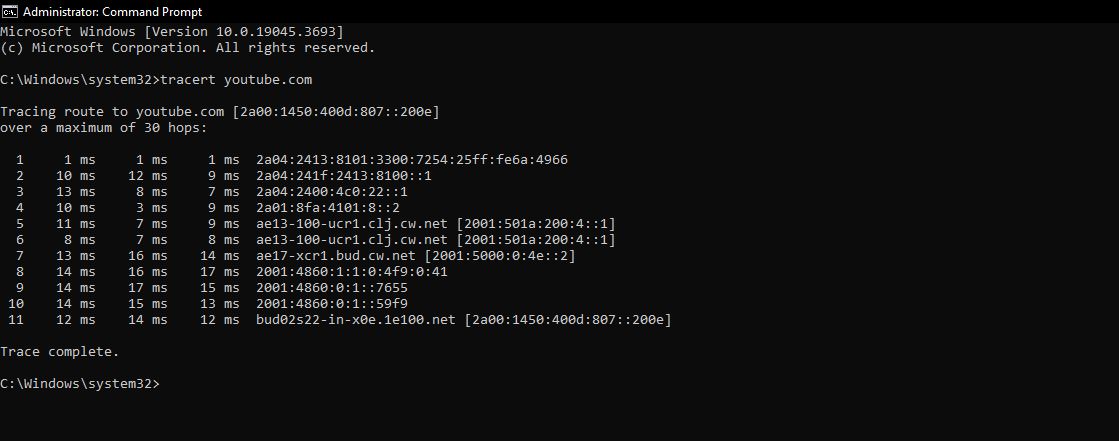 Administrator: Command Prompt
Microsoft Windows [Version 10.0.19045.3693]
(c) Microsoft Corporation. All rights reserved.
C:\Windows\system32>tracert youtube.com
Tracing route to youtube.com [2a00:1450:400d:807::200e]
over a maximum of 30 hops:
1 1 ms 1 ms 1 ms 2a04:2413:8101:3300:7254:25ff:fe6a:4966
2 10 ms 12 ms 9 ms 2a04:241f:2413:8100::1
3 13 ms 8 ms 7 ms 2a04:2400:4c0:22::1
4 10 ms 3 ms 9 ms 2a01:8fa:4101:8::2
5 11 ms 7 ms 9 ms ae13-100-ucr1.clj.cw.net [2001:501a:200:4::1]
6 8 ms 7 ms 8 ms ae13-100-ucr1.clj.cw.net [2001:501a:200:4::1]
7 13 ms 16 ms 14 ms ae17-xcr1.bud.cw.net [2001:5000:0:4e::2]
8 14 ms 16 ms 17 ms 2001:4860:1:1:0:4f9:0:41
9 14 ms 17 ms 15 ms 2001:4860:0:1::7655
10 14 ms 15 ms 13 ms 2001:4860:0:1::59f9
11 12 ms 14 ms 12 ms bud02s22-in-x0e.1e100.net [2a00:1450:400d:807::200e]
Trace complete.
C:\Windows\system32>